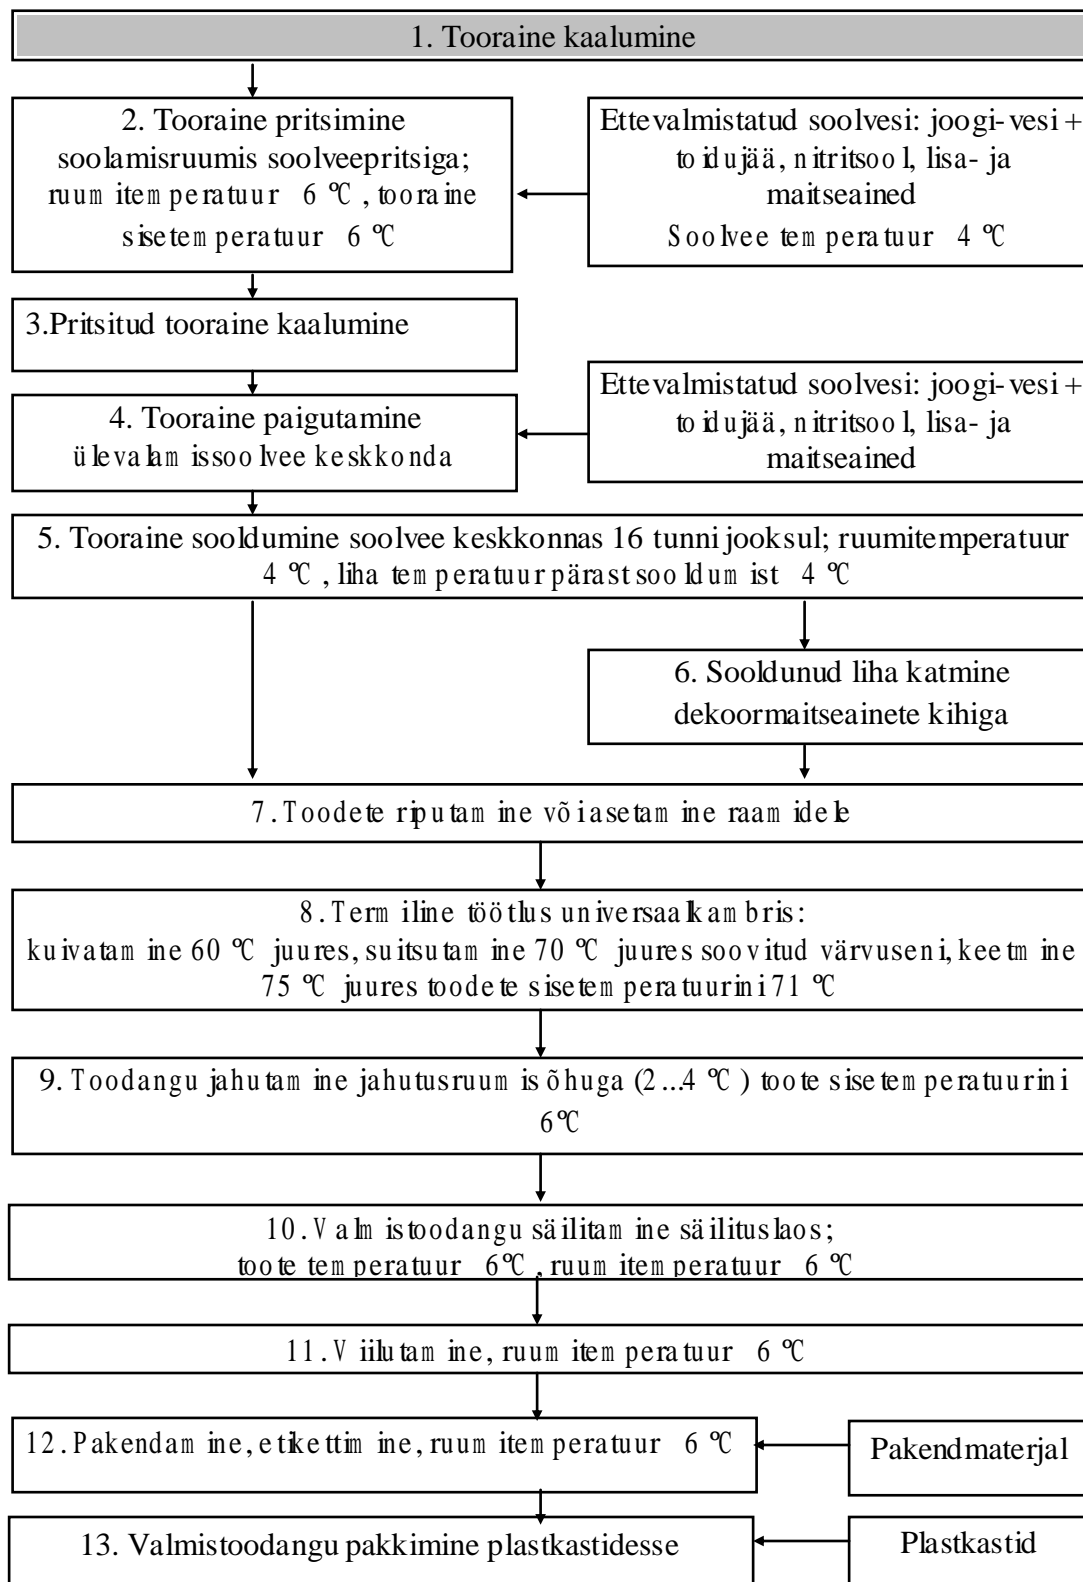 1. Tooraine kaalumine
2. Tooraine pritsimine
soolamisruumis soolveepritsiga;
ruumitemperatuur 6 °C, tooraine
sisetemperatuur 6 °C
Ettevalmistatud soolvesi: joogi-vesi +
toidujää, nitritsool, lisa- ja
maitseained
Soolvee temperatuur 4 °C
3.Pritsitud tooraine kaalumine
4. Tooraine paigutamine
ülevalamissoolvee keskkonda
Ettevalmistatud soolvesi: joogi-vesi +
toidujää, nitritsool, lisa- ja
maitseained
5. Tooraine sooldumine soolvee keskkonnas 16 tunni jooksul; ruumitemperatuur
4 °C, liha temperatuur pärast sooldumist 4 °C
6. Sooldunud liha katmine
dekoormaitseainete kihiga
7. Toodete riputamine või asetamine raamidele
8. Termiline töötlus universaalkambris:
kuivatamine 60 °C juures, suitsutamine 70 °C juures soovitud värvuseni, keetmine
75 °C juures toodete sisetemperatuurini 71 °C
9. Toodangu jahutamine jahutusruumis õhuga (2...4 °C) toote sisetemperatuurini
6°C
10. Valmistoodangu säilitamine säilituslaos;
toote temperatuur 6°C, ruumitemperatuur 6 °C
11. Viilutamine, ruumitemperatuur 6 °C
12. Pakendamine, etikettimine, ruumitemperatuur 6 °C
Pakendmaterjal
13. Valmistoodangu pakkimine plastkastidesse
Plastkastid